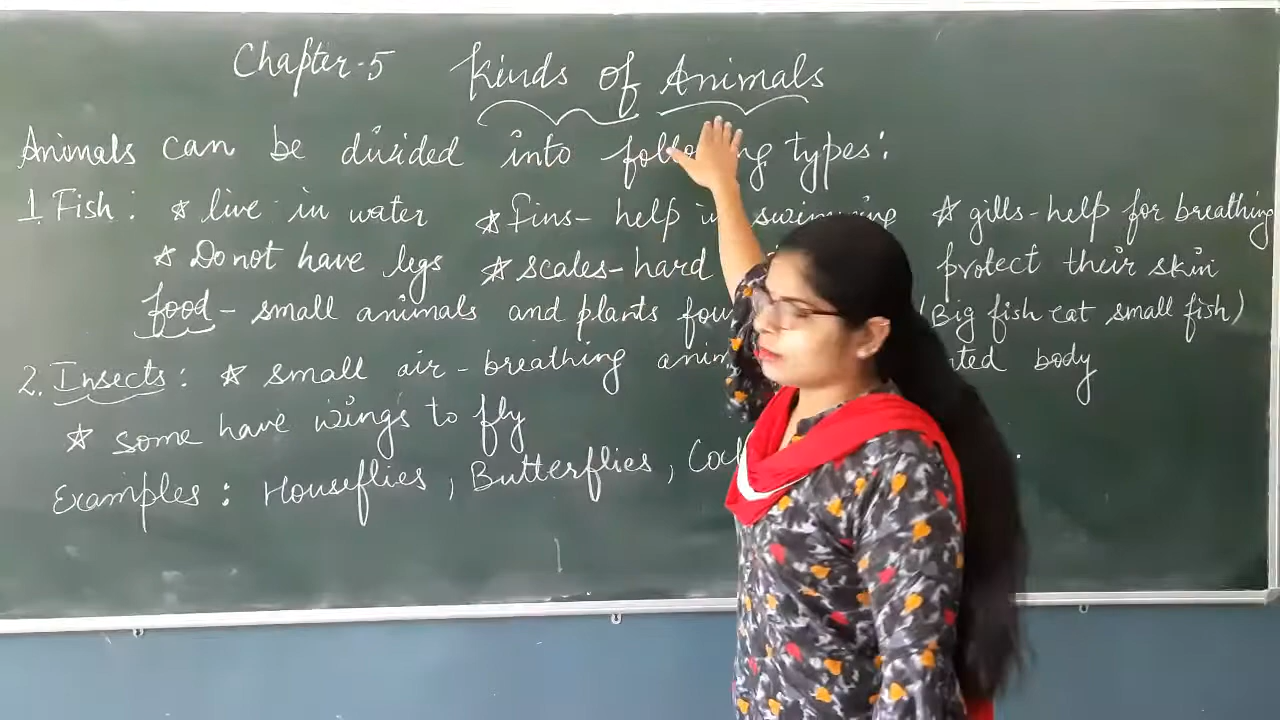 Chapter-5 Kinds of Animals
Animals can be divided into following types:
1. Fish: ★ live in water ★ fins- help in swimming ★ gills-help for breathing
★ Do not have legs ★ scales-hard protect their skin
food - small animals and plants (Big fish eat small fish)
2. Insects: ★ small air-breathing body
★ some have wings to fly
Examples: Houseflies, Butterflies,